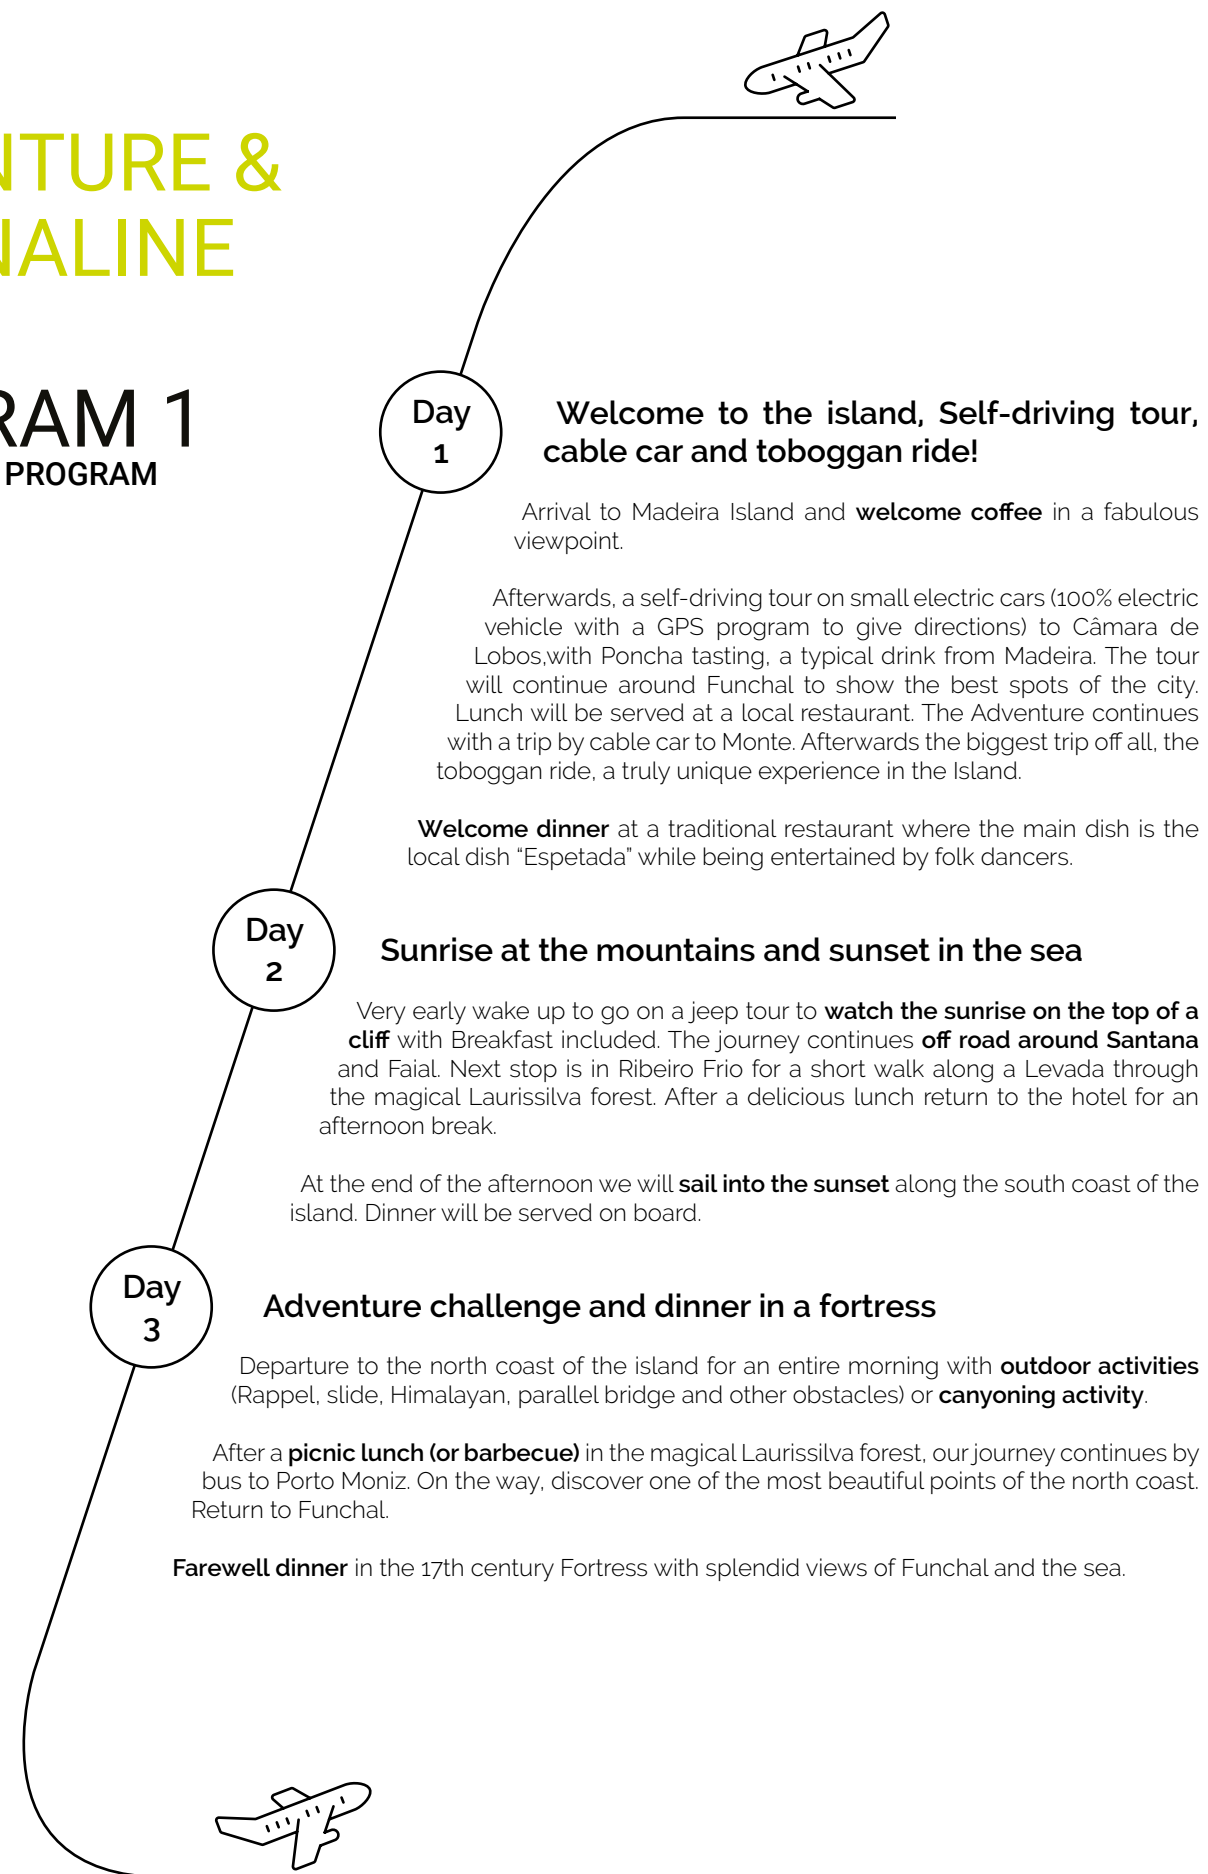 NTURE &
NALINE
RAM 1
PROGRAM
Day
1
Welcome to the island, Self-driving tour,
cable car and toboggan ride!
Arrival to Madeira Island and welcome coffee in a fabulous
viewpoint.
Afterwards, a self-driving tour on small electric cars (100% electric
vehicle with a GPS program to give directions) to Câmara de
Lobos,with Poncha tasting, a typical drink from Madeira. The tour
will continue around Funchal to show the best spots of the city.
Lunch will be served at a local restaurant. The Adventure continues
with a trip by cable car to Monte. Afterwards the biggest trip off all, the
toboggan ride, a truly unique experience in the Island.
Welcome dinner at a traditional restaurant where the main dish is the
local dish “Espetada” while being entertained by folk dancers.
Day
2
Sunrise at the mountains and sunset in the sea
Very early wake up to go on a jeep tour to watch the sunrise on the top of a
cliff with Breakfast included. The journey continues off road around Santana
and Faial. Next stop is in Ribeiro Frio for a short walk along a Levada through
the magical Laurissilva forest. After a delicious lunch return to the hotel for an
afternoon break.
At the end of the afternoon we will sail into the sunset along the south coast of the
island. Dinner will be served on board.
Day
3
Adventure challenge and dinner in a fortress
Departure to the north coast of the island for an entire morning with outdoor activities
(Rappel, slide, Himalayan, parallel bridge and other obstacles) or canyoning activity.
After a picnic lunch (or barbecue) in the magical Laurissilva forest, our journey continues by
bus to Porto Moniz. On the way, discover one of the most beautiful points of the north coast.
Return to Funchal.
Farewell dinner in the 17th century Fortress with splendid views of Funchal and the sea.